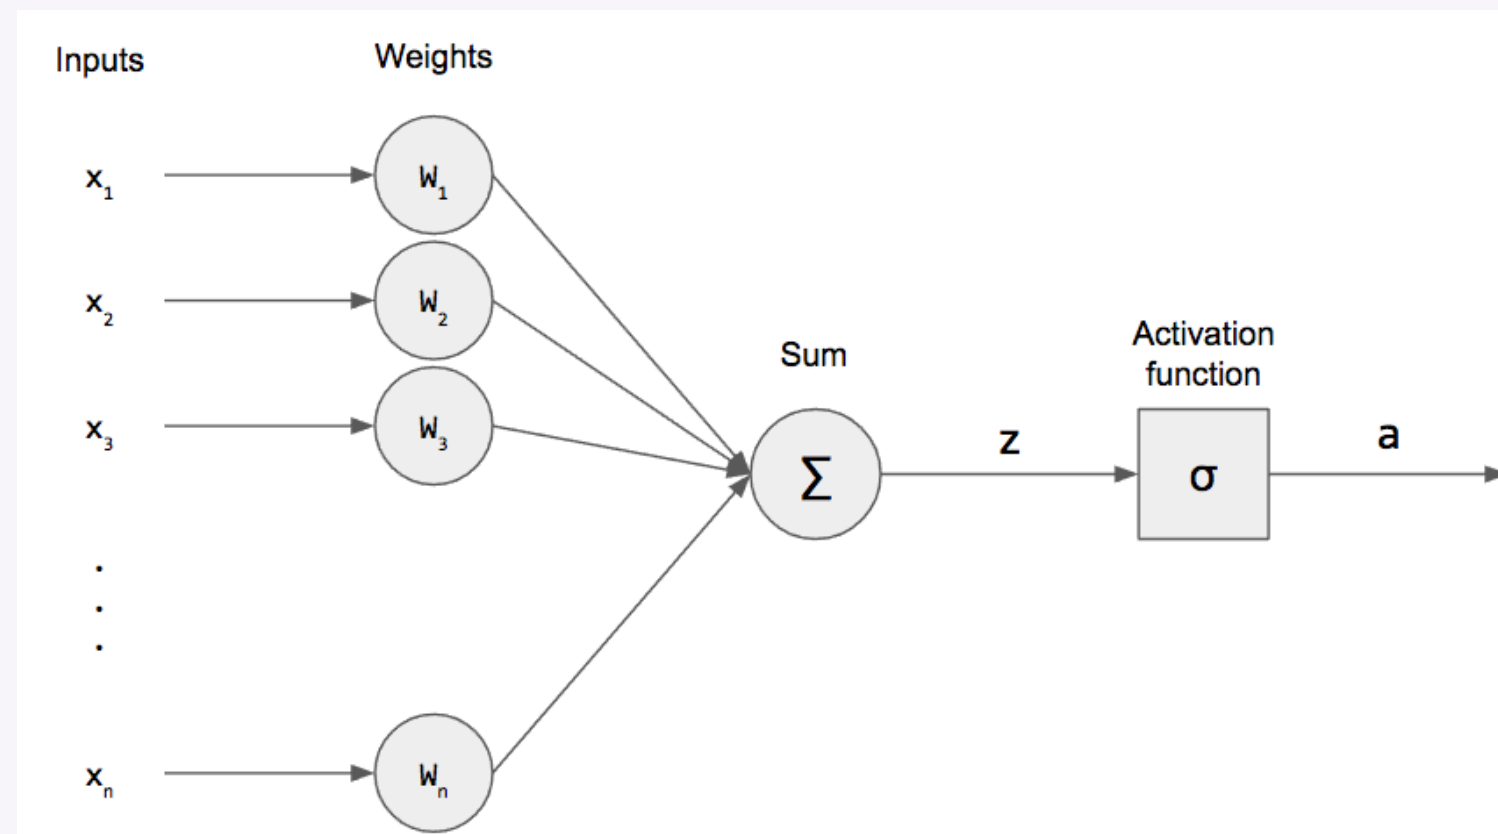 Inputs
Weights
x₁
W₁
x₂
W₂
x₃
W₃
Sum
Activation
function
Σ
z
σ
a
.
.
.
xₙ
Wₙ